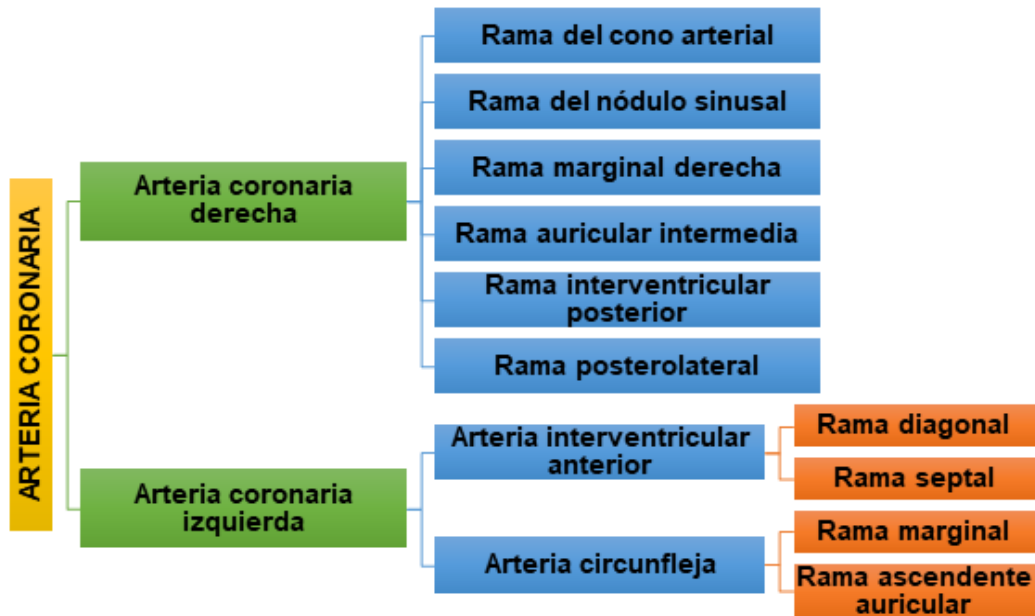 ARTERIA CORONARIA
Arteria coronaria
derecha
Rama del cono arterial
Rama del nódulo sinusal
Rama marginal derecha
Rama auricular intermedia
Rama interventricular
posterior
Rama posterolateral
Arteria coronaria
izquierda
Arteria interventricular
anterior
Rama diagonal
Rama septal
Arteria circunfleja
Rama marginal
Rama ascendente
auricular